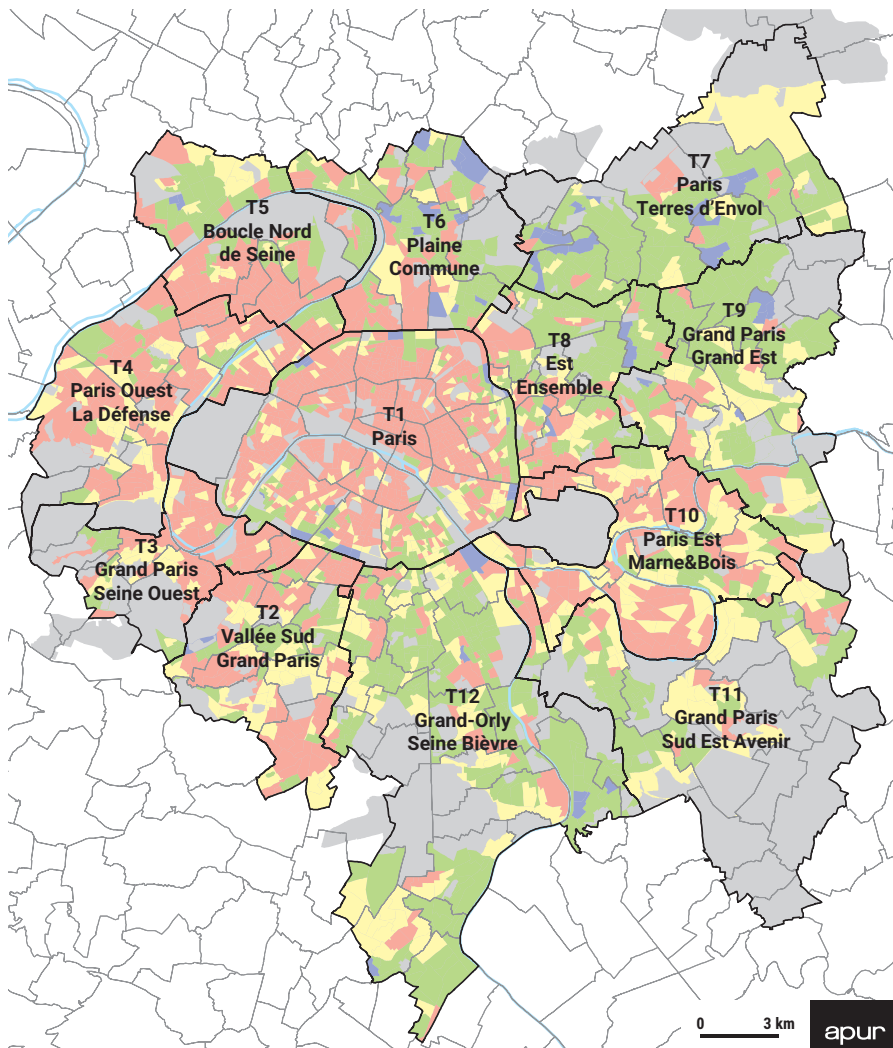 T7
Paris
Terres d’Envol
T5
Boucle Nord
de Seine
T6
Plaine
Commune
T9
Grand Paris
Grand Est
T8
Est
Ensemble
T4
Paris Ouest
La Défense
T1
Paris
T10
Paris Est
Marne&Bois
T3
Grand Paris
Seine Ouest
T2
Vallée Sud
Grand Paris
T12
Grand-Orly
Seine Bièvre
T11
Grand Paris
Sud Est Avenir
0 3 km
apur